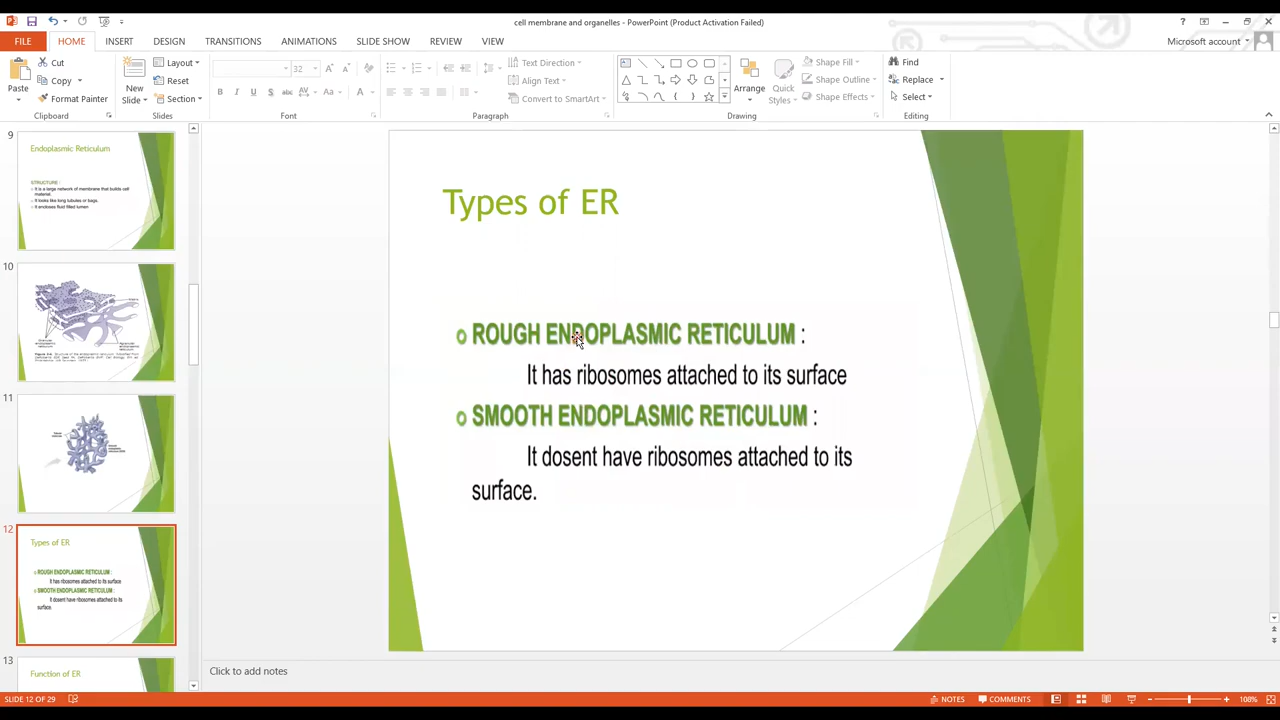 cell membrane and organelles - PowerPoint (Product Activation Failed)
FILE HOME INSERT DESIGN TRANSITIONS ANIMATIONS SLIDE SHOW REVIEW VIEW
Microsoft account
Paste
Cut
Copy
Format Painter
Clipboard
New
Slide
Layout
Reset
Section
Slides
32
Font
Text Direction
Align Text
Convert to SmartArt
Paragraph
Arrange
Quick
Styles
Shape Fill
Shape Outline
Shape Effects
Drawing
Find
Replace
Select
Editing
9
Endoplasmic Reticulum
STRUCTURE :
It is a large network of membrane that builds cell
material.
It looks like long tubules or bags.
It encloses fluid filled lumen
10
11
12
Types of ER
ROUGH ENDOPLASMIC RETICULUM :
It has ribosomes attached to its surface
SMOOTH ENDOPLASMIC RETICULUM :
It dosent have ribosomes attached to its
surface.
13
Function of ER
Types of ER
ROUGH ENDOPLASMIC RETICULUM :
It has ribosomes attached to its surface
SMOOTH ENDOPLASMIC RETICULUM :
It dosent have ribosomes attached to its
surface.
Click to add notes
SLIDE 12 OF 29
NOTES COMMENTS 108%